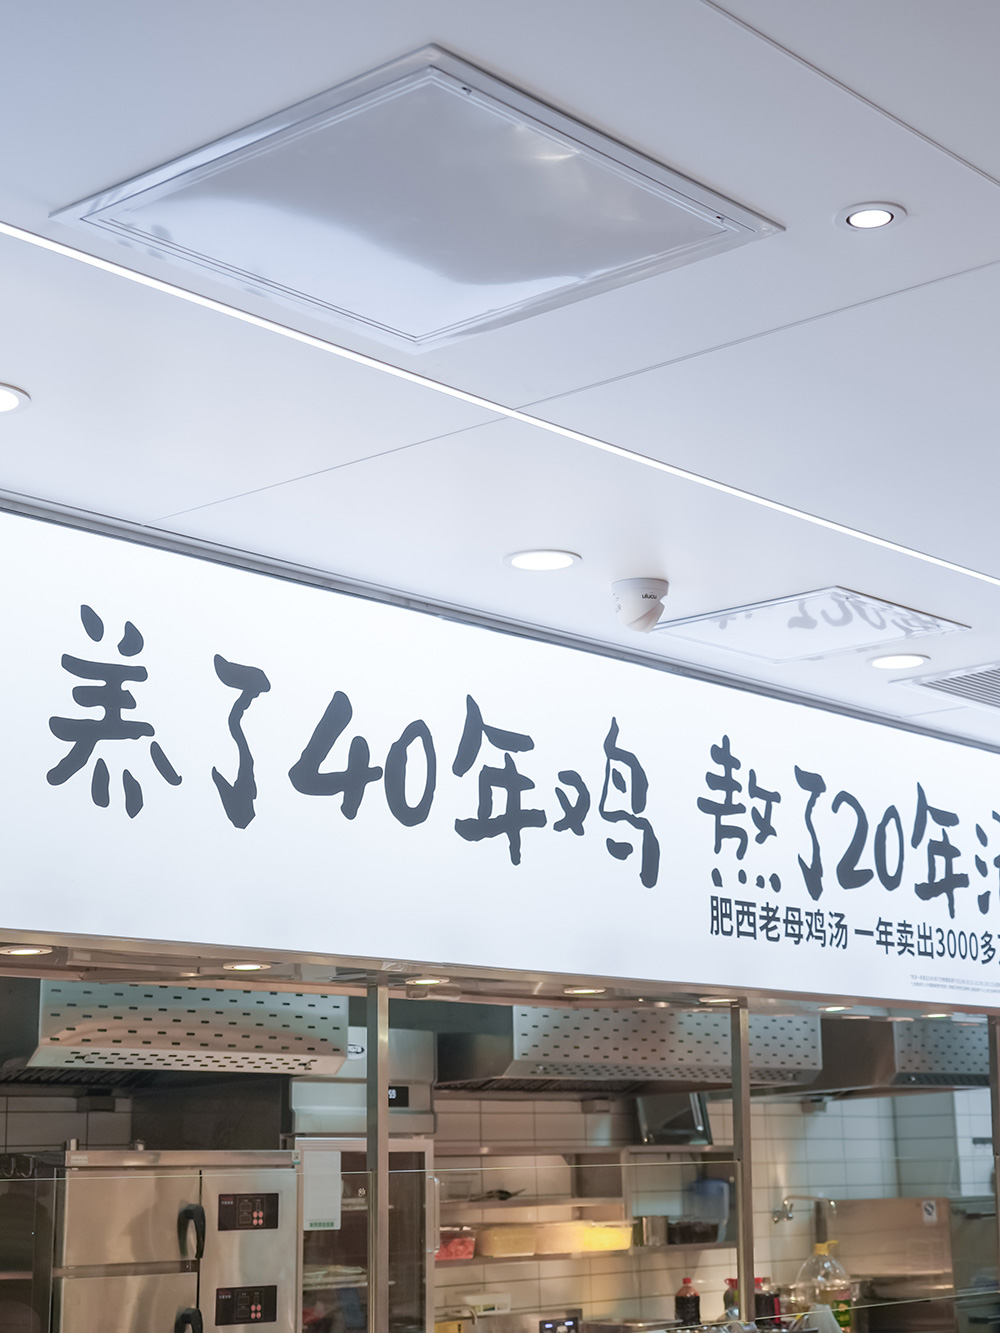 ulucu
养了40年鸡 熬了20年
肥西老母鸡汤 一年卖出3000多